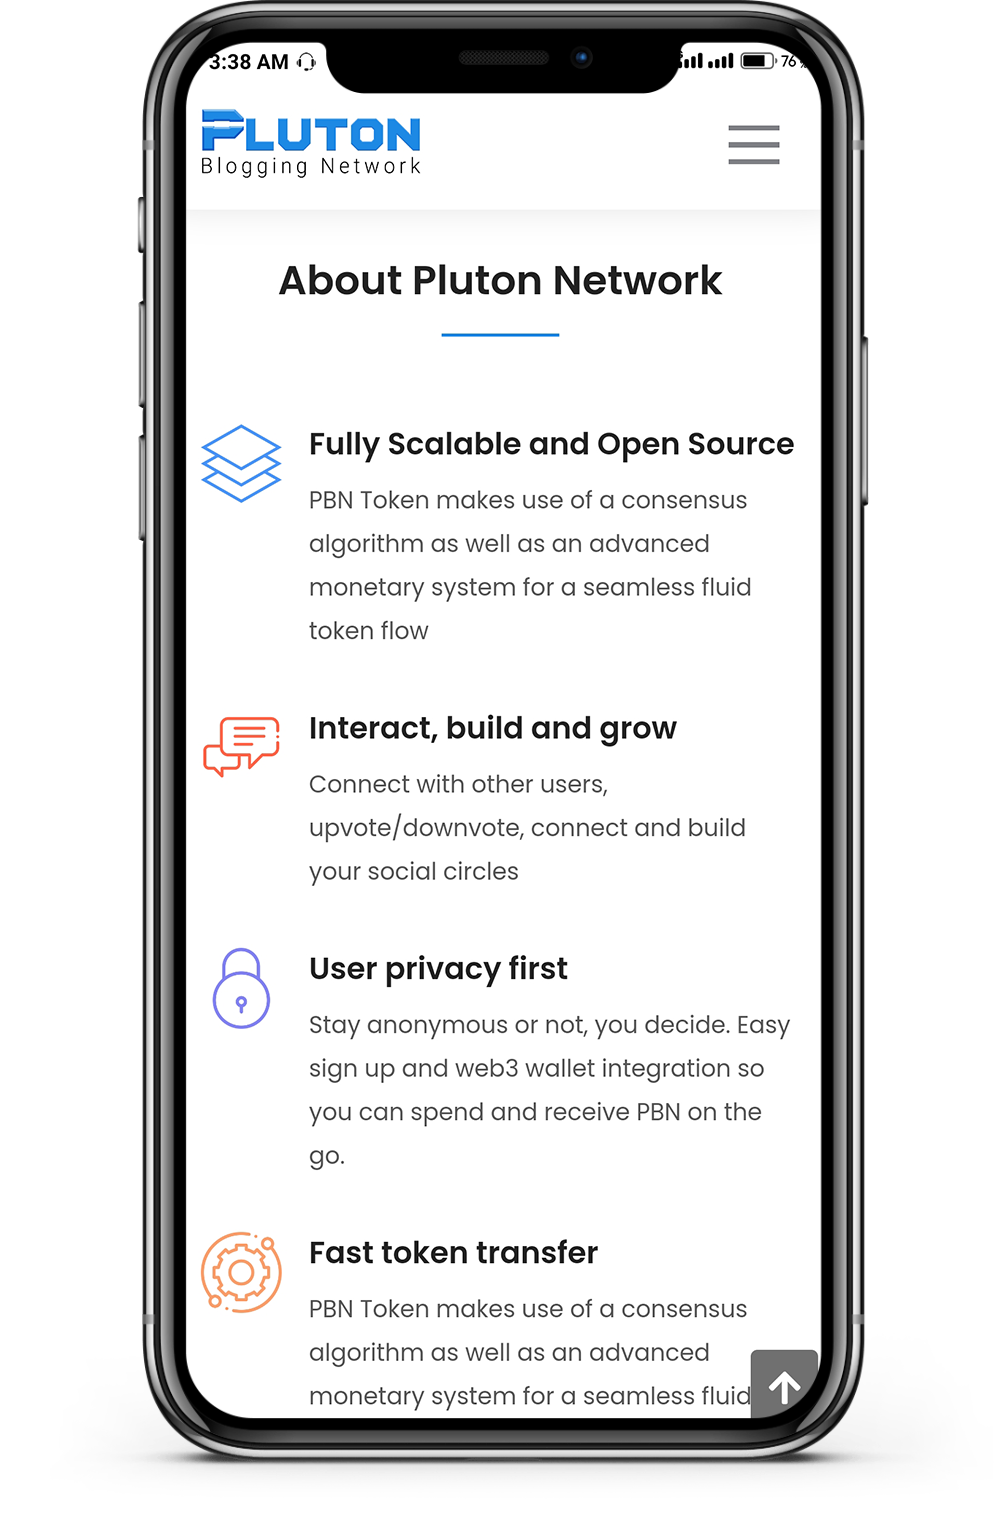 3:38 AM
76%
PLUTON
Blogging Network
About Pluton Network
Fully Scalable and Open Source
PBN Token makes use of a consensus
algorithm as well as an advanced
monetary system for a seamless fluid
token flow
Interact, build and grow
Connect with other users,
upvote/downvote, connect and build
your social circles
User privacy first
Stay anonymous or not, you decide. Easy
sign up and web3 wallet integration so
you can spend and receive PBN on the
go.
Fast token transfer
PBN Token makes use of a consensus
algorithm as well as an advanced
monetary system for a seamless fluid